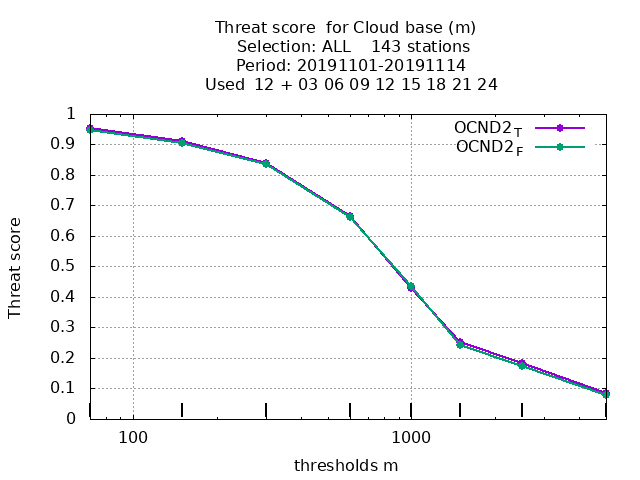 Threat score for Cloud base (m)
Selection: ALL 143 stations
Period: 20191101-20191114
Used 12 + 03 06 09 12 15 18 21 24
OCND2T
OCND2F
1
0.9
0.8
0.7
0.6
0.5
0.4
0.3
0.2
0.1
0
Threat score
100 1000
thresholds m